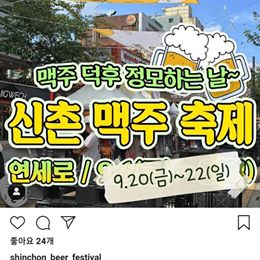 맥주 덕후 정모하는 날~
신촌 맥주 축제
연세로 /
9.20(금)~22(일)
좋아요 24개
shinchon_beer_festival